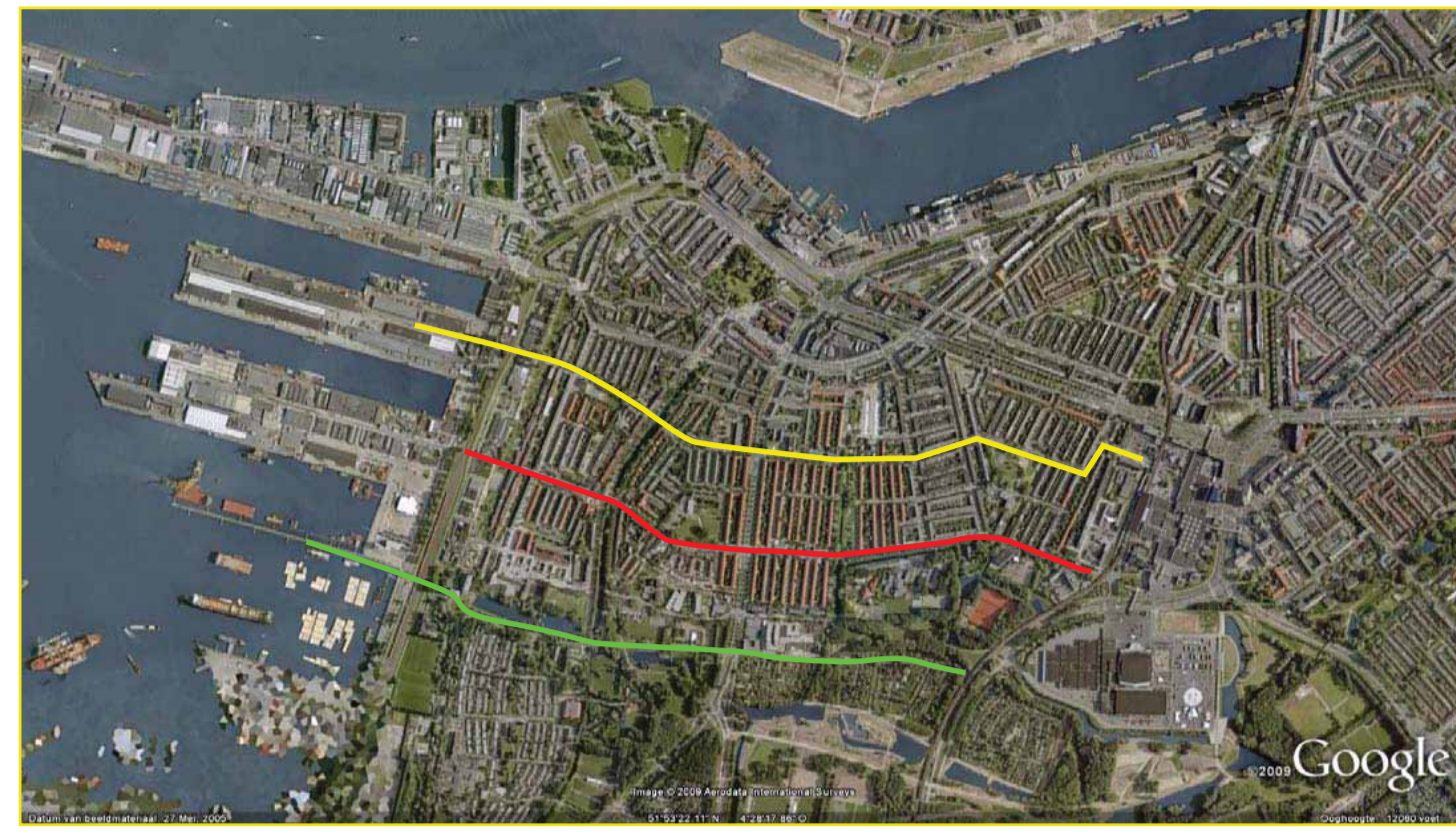 ©2009 Google
Image © 2009 Aerodata International Surveys
Datum van beeldmateriaal: 27 Mei, 2005
51°53'22.11" N 4°28'17.86" O
Ooghoogte 12080 voet